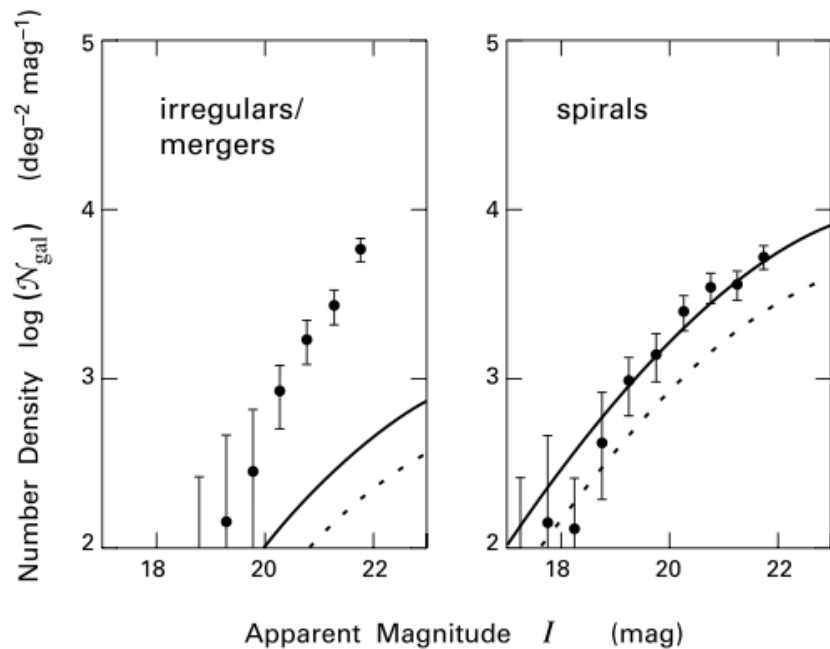 Number Density log (𝒩gal) (deg⁻² mag⁻¹)
5
4
3
2
irregulars/
mergers
18
20
22
5
4
3
2
spirals
18
20
22
Apparent Magnitude I (mag)